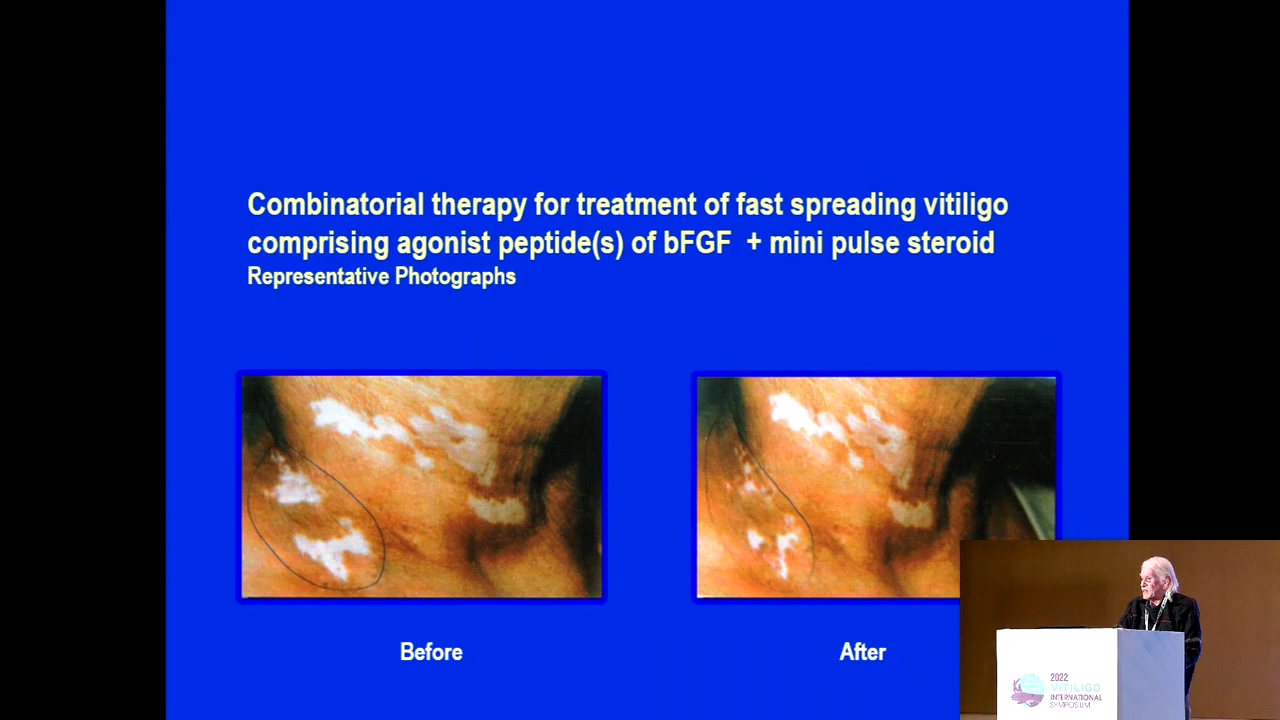 Combinatorial therapy for treatment of fast spreading vitiligo
comprising agonist peptide(s) of bFGF + mini pulse steroid
Representative Photographs
Before
After
2022
VITILIGO
INTERNATIONAL
SYMPOSIUM